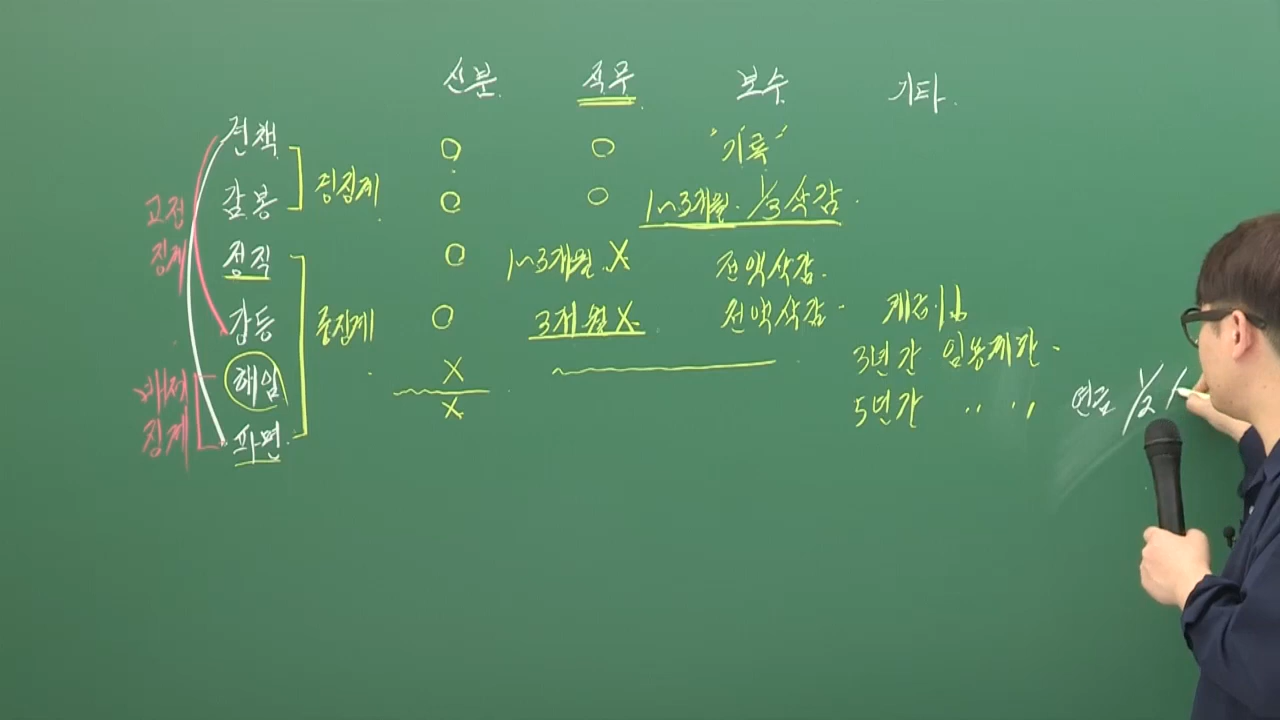 신분 직무 보수 기타
견책 ○ ○ "기록"
감봉 ○ ○ 1~3개월 1/3 삭감
경징계
교정
징계
정직 ○ 1~3개월 X 전액삭감
강등 ○ 3개월 X 전액삭감
중징계
해임 X 3년간 임용제한
배제
징계
파면 X 5년간 〃 〃 연금 1/2